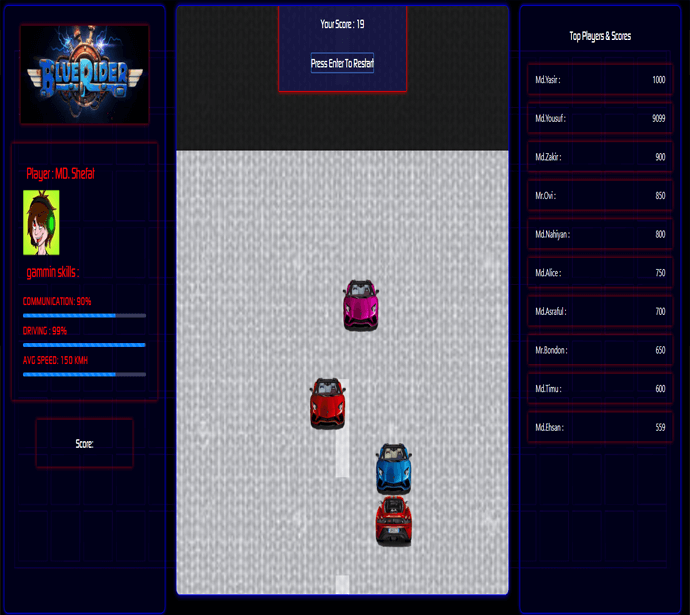 BLUERIDER
Player : MD. Shefat
gammin skills :
COMMUNICATION: 90%
DRIVING : 99%
AVG SPEED: 150 KMH
Score:
Your Score : 19
Press Enter To Restart
Top Players & Scores
Md.Yasir : 1000
Md.Yousuf : 9099
Md.Zakir : 900
Mr.Ovi : 850
Md.Nahiyan : 800
Md.Alice : 750
Md.Asraful : 700
Mr.Bondon : 650
Md.Timu : 600
Md.Ehsan : 559